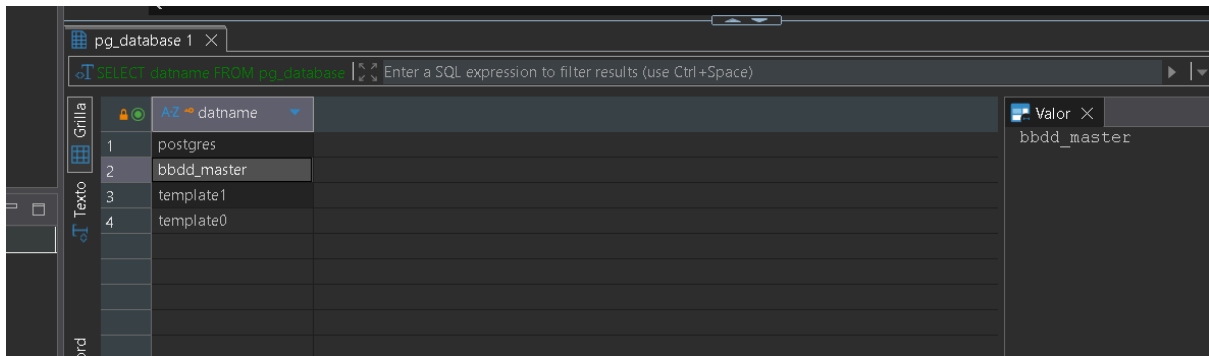 pg_database 1
SELECT datname FROM pg_database Enter a SQL expression to filter results (use Ctrl+Space)
Grilla
Texto
A-Z datname
1 postgres
2 bbdd_master
3 template1
4 template0
Valor
bbdd_master